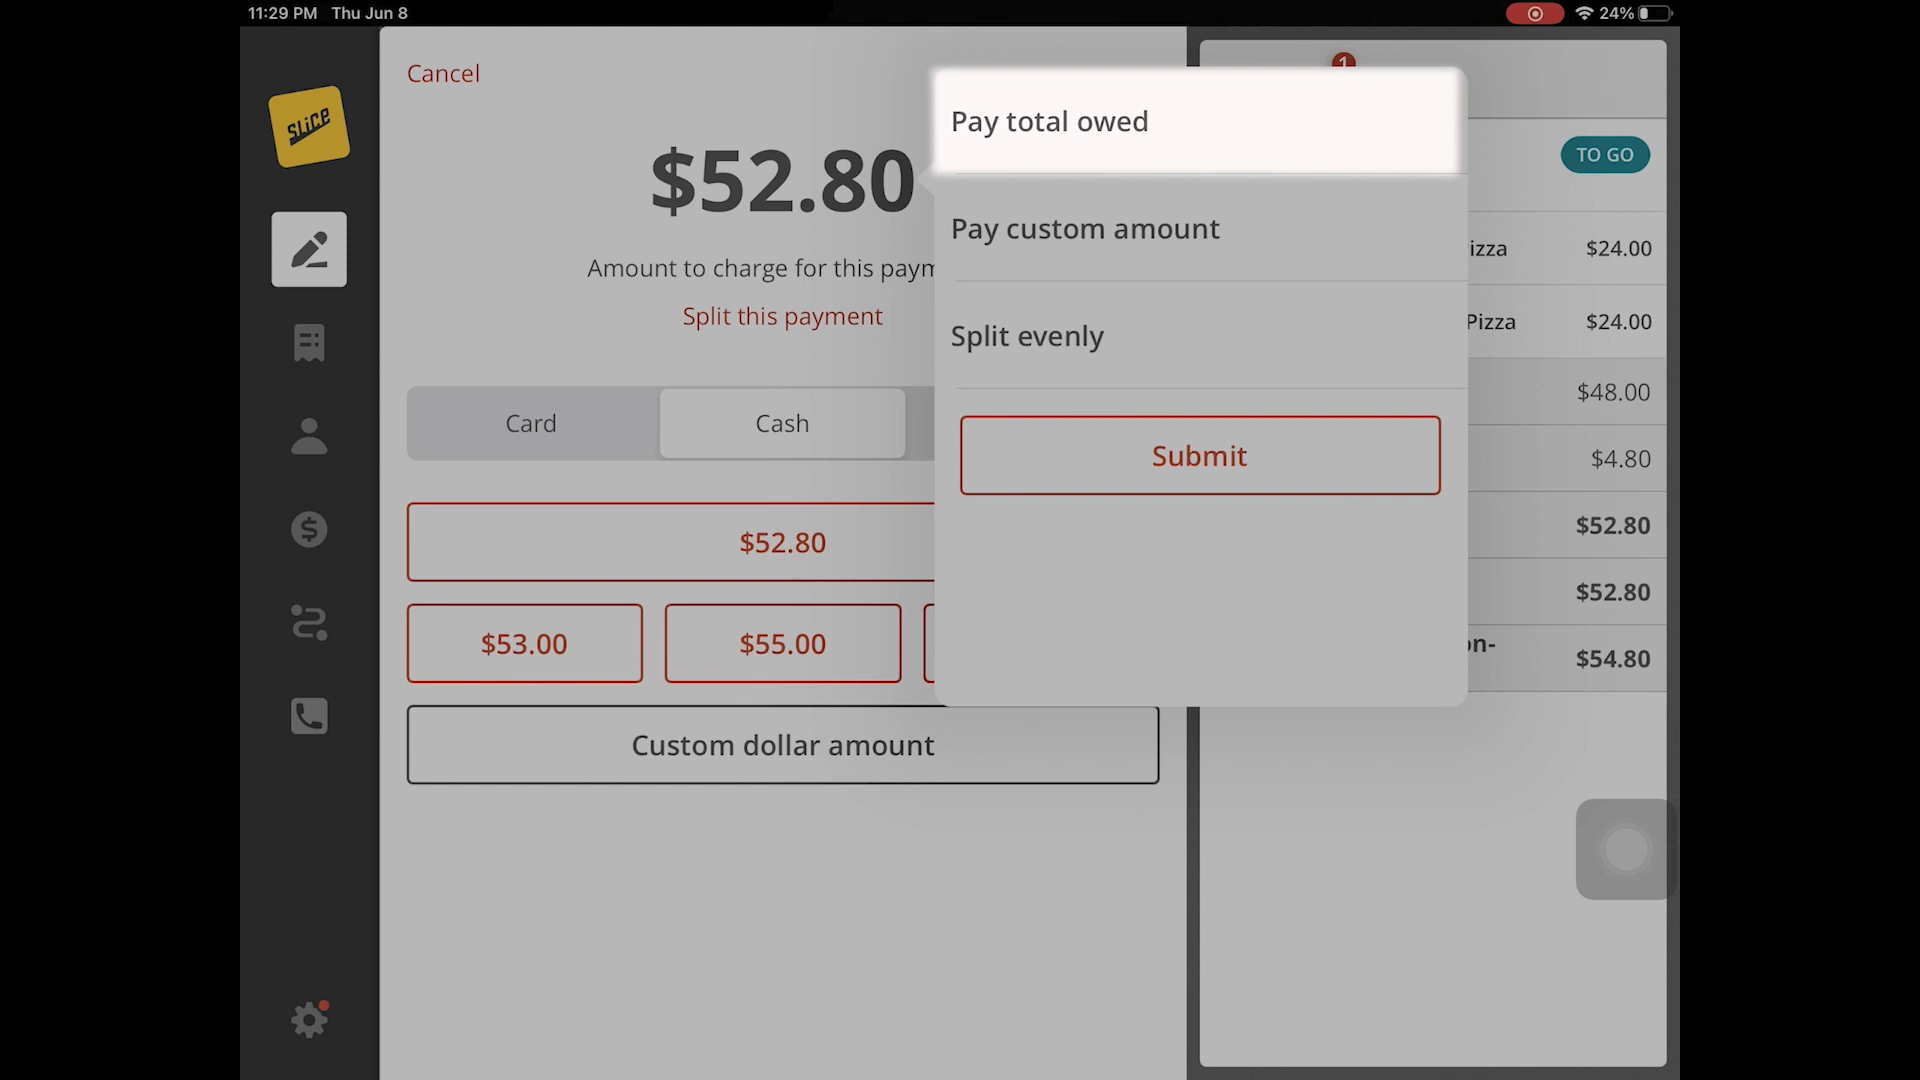 11:29 PM Thu Jun 8
24%
SLiCE
Cancel
1
Pay total owed
TO GO
$52.80
Pay custom amount
izza $24.00
Amount to charge for this paym
Split this payment
Split evenly
Pizza $24.00
$48.00
Card Cash
Submit
$4.80
$52.80
$52.80
$52.80
$53.00 $55.00
on-
$54.80
Custom dollar amount